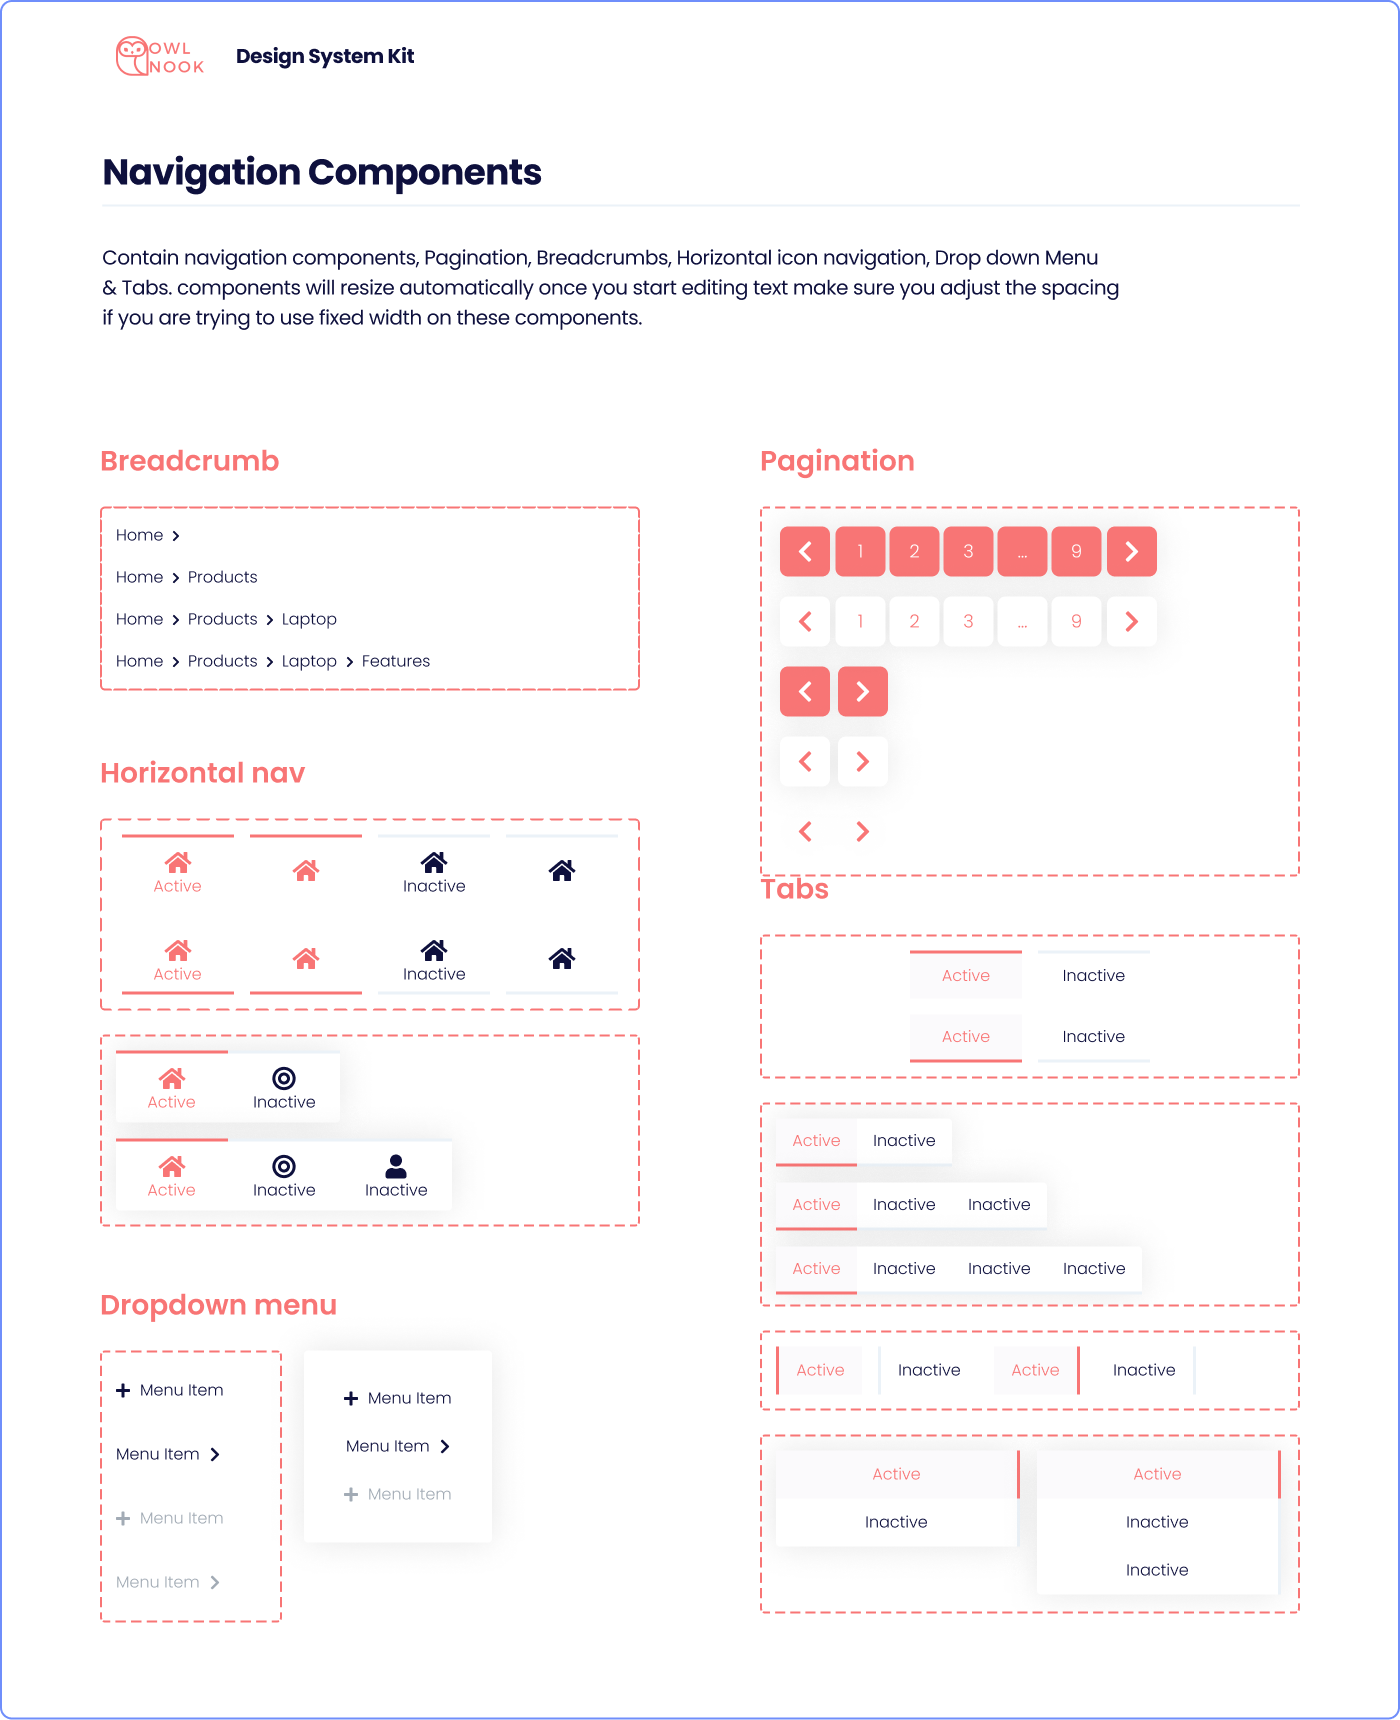 OWL
NOOK
Design System Kit
Navigation Components
Contain navigation components, Pagination, Breadcrumbs, Horizontal icon navigation, Drop down Menu
& Tabs. components will resize automatically once you start editing text make sure you adjust the spacing
if you are trying to use fixed width on these components.
Breadcrumb
Home
Home Products
Home Products Laptop
Home Products Laptop Features
Horizontal nav
Active Inactive
Active Inactive
Active Inactive
Active Inactive Inactive
Dropdown menu
Menu Item
Menu Item
Menu Item
Menu Item
Menu Item
Menu Item
Menu Item
Pagination
1 2 3 ... 9
1 2 3 ... 9
Tabs
Active Inactive
Active Inactive
Active Inactive
Active Inactive Inactive
Active Inactive Inactive Inactive
Active Inactive Active Inactive
Active
Inactive
Active
Inactive
Inactive